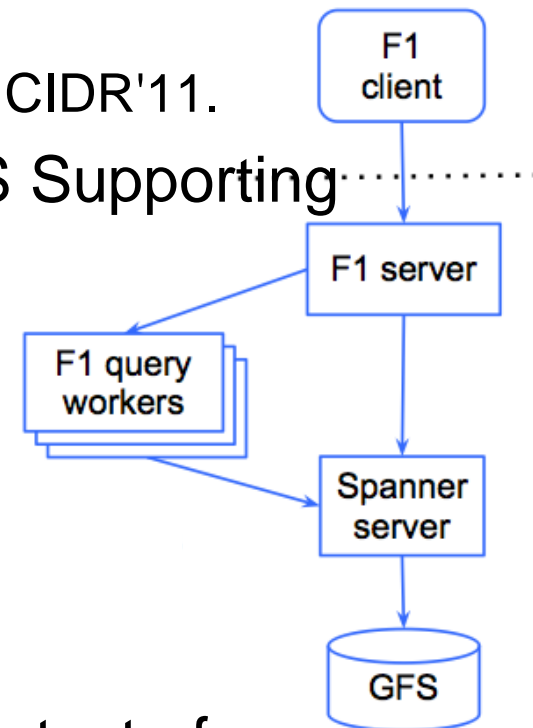 CIDR'11.
S Supporting
F1
client
F1 server
F1 query
workers
Spanner
server
GFS